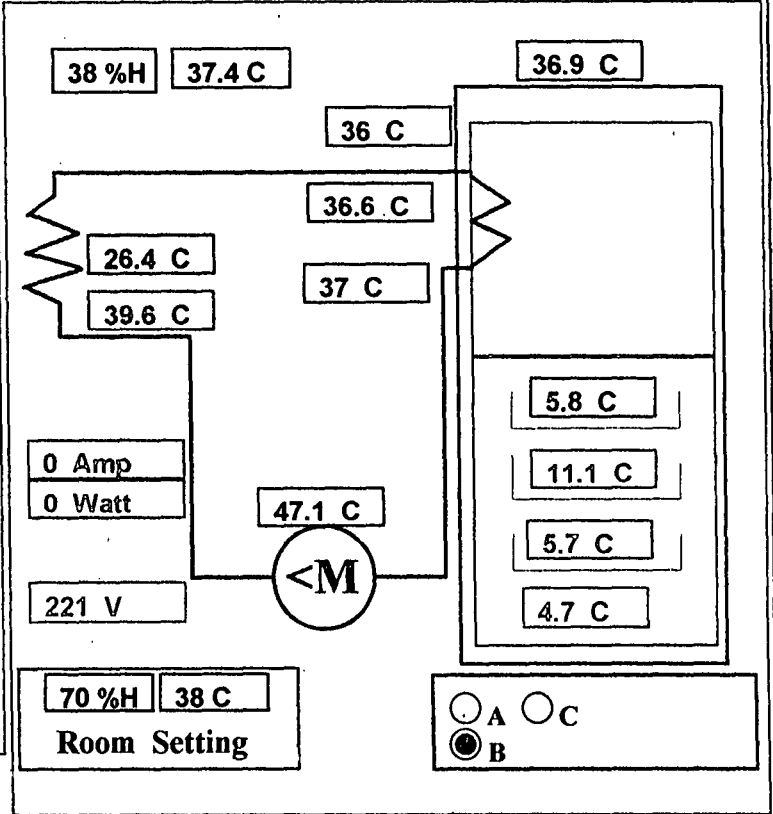 38 %H 37.4 C
36.9 C
36 C
36.6 C
26.4 C
37 C
39.6 C
5.8 C
0 Amp
11.1 C
0 Watt
47.1 C
5.7 C
<M
221 V
4.7 C
70 %H 38 C
Room Setting
A C
B